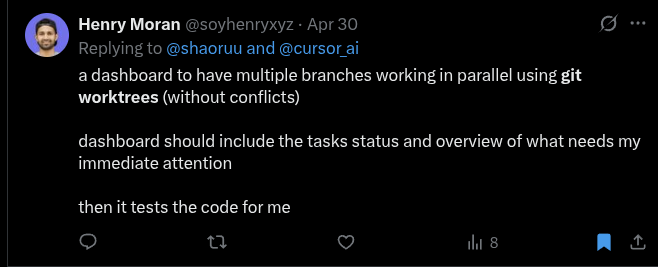 Henry Moran @soyhenryxyz · Apr 30
Replying to @shaoruu and @cursor_ai
a dashboard to have multiple branches working in parallel using git
worktrees (without conflicts)
dashboard should include the tasks status and overview of what needs my
immediate attention
then it tests the code for me
8